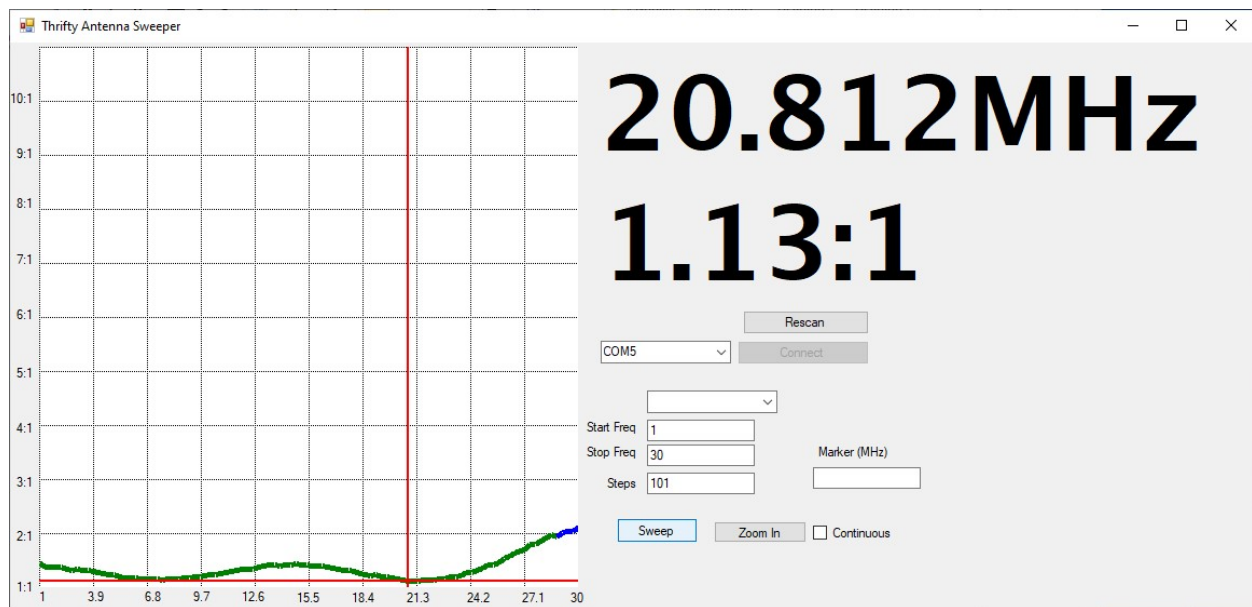 Thrifty Antenna Sweeper
10:1
9:1
8:1
7:1
6:1
5:1
4:1
3:1
2:1
1:1
1 3.9 6.8 9.7 12.6 15.5 18.4 21.3 24.2 27.1 30
20.812MHz
1.13:1
Rescan
COM5 Connect
Start Freq 1
Stop Freq 30 Marker (MHz)
Steps 101
Sweep Zoom In Continuous